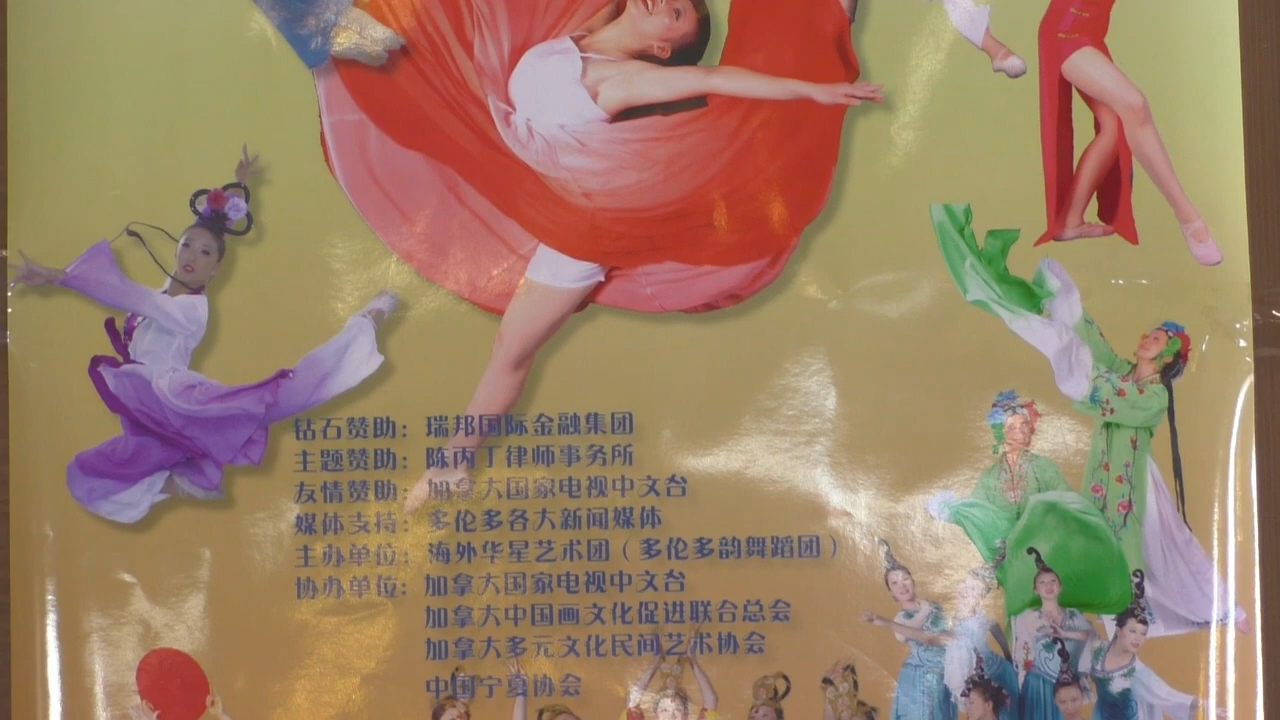 钻石赞助：瑞邦国际金融集团
主题赞助：陈丙丁律师事务所
友情赞助：加拿大国家电视中文台
媒体支持：多伦多各大新闻媒体
主办单位：海外华星艺术团（多伦多韵舞蹈团）
协办单位：加拿大国家电视中文台
加拿大中国画文化促进联合总会
加拿大多元文化民间艺术协会
中国宁夏协会